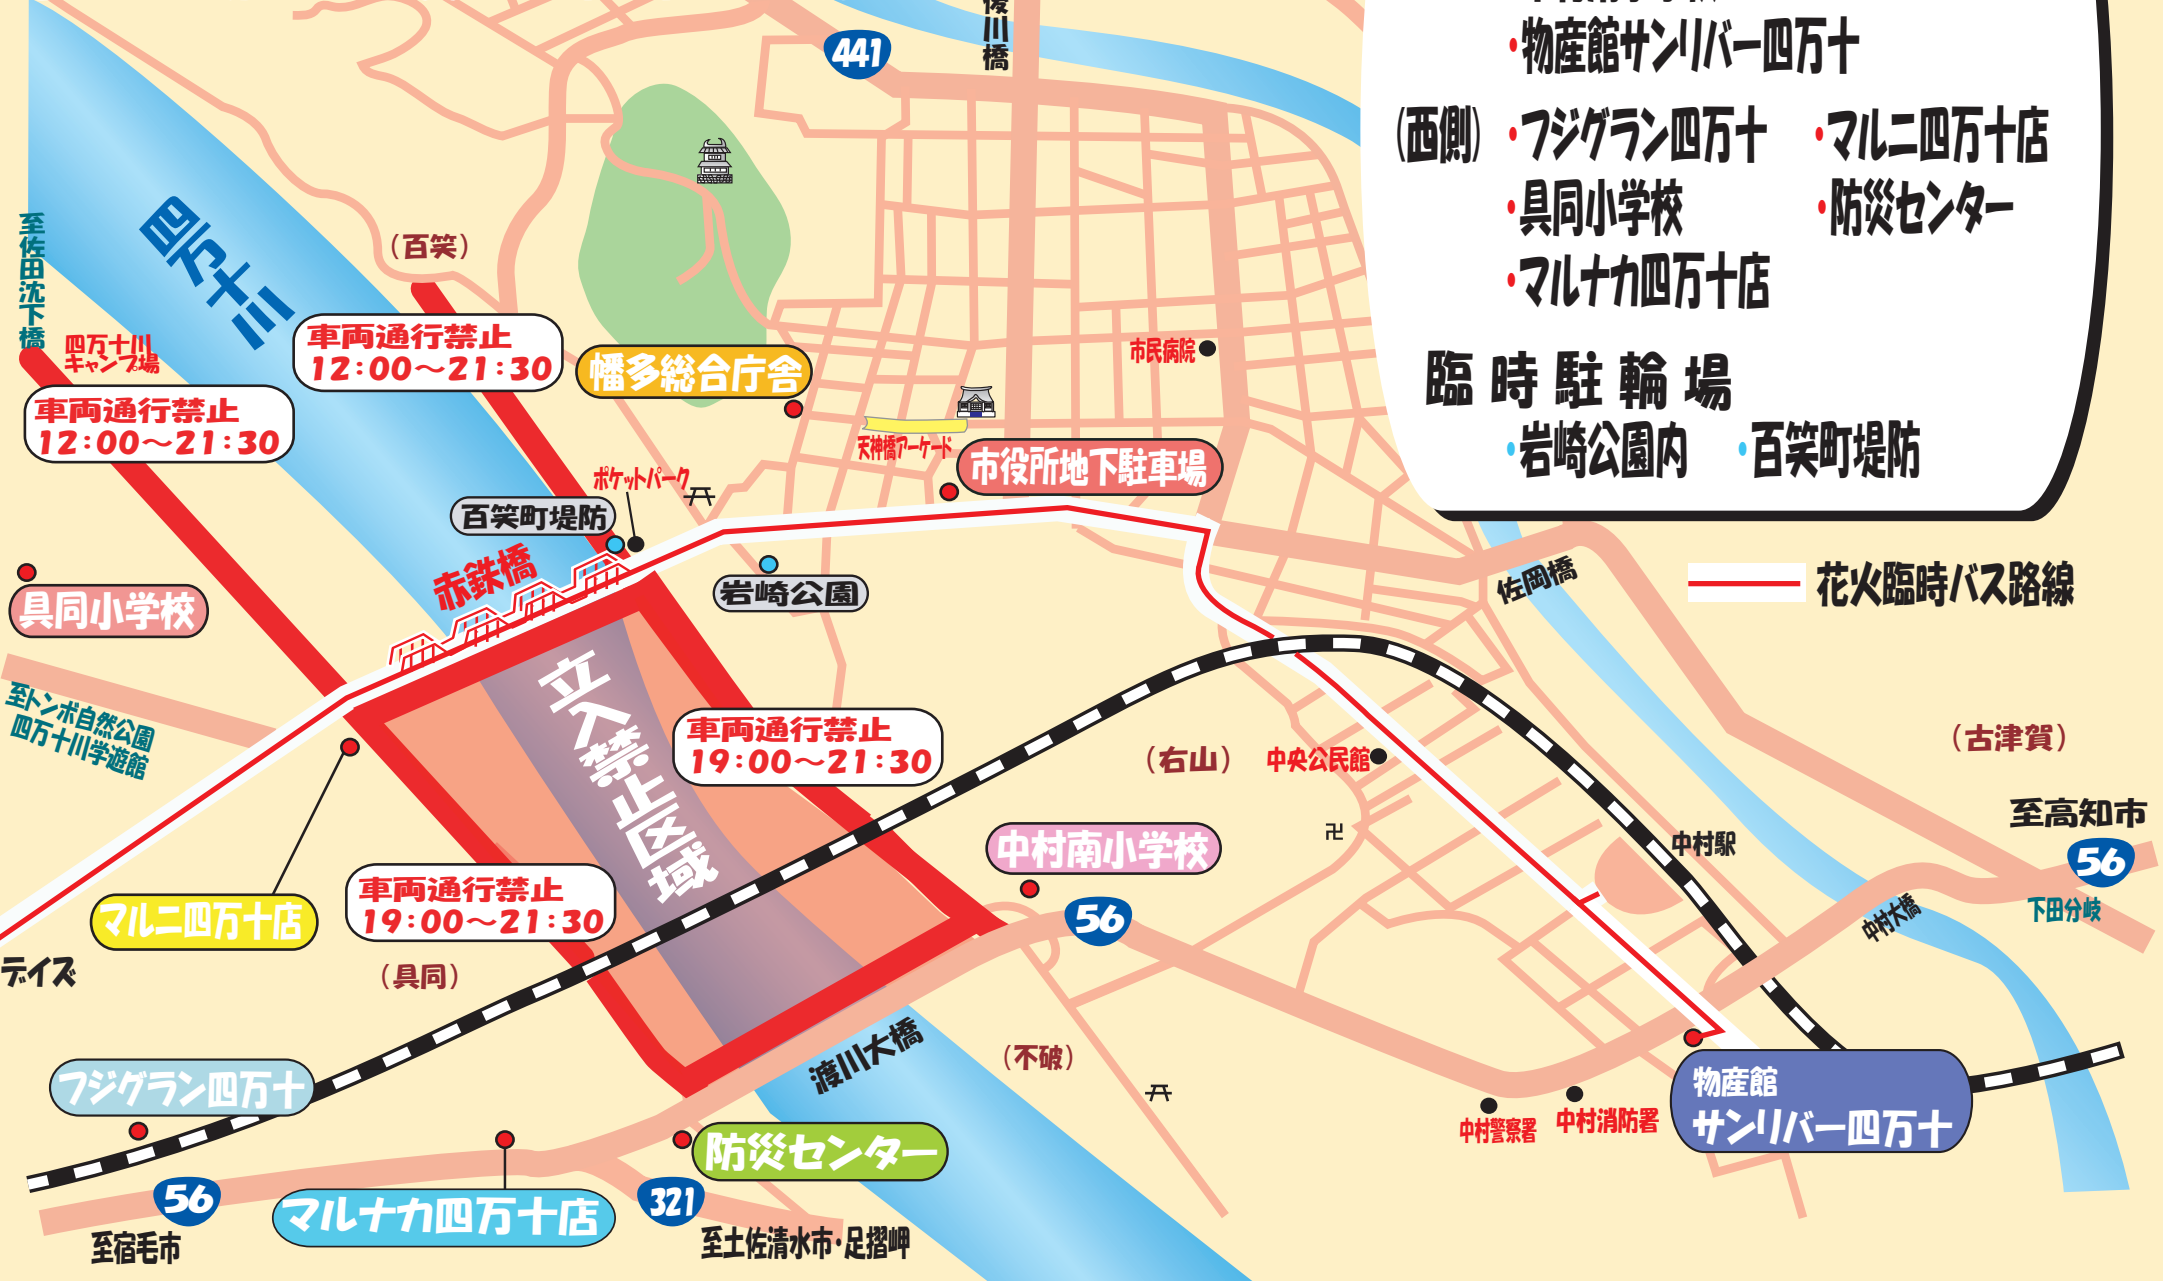 後川橋
441
・物産館サンリバー四万十
(西側)
・フジグラン四万十
・マルニ四万十店
・具同小学校
・防災センター
・マルナカ四万十店
臨時駐輪場
・岩崎公園内
・百笑町堤防
花火臨時バス路線
至佐田沈下橋
四万十川
四万十川
キャンプ場
(百笑)
車両通行禁止
12:00～21:30
車両通行禁止
12:00～21:30
幡多総合庁舎
市民病院
天神橋アーケード
市役所地下駐車場
ポケットパーク
百笑町堤防
赤鉄橋
岩崎公園
佐岡橋
具同小学校
至トンボ自然公園
四万十川学遊館
立入禁止区域
車両通行禁止
19:00～21:30
(右山)
中央公民館
(古津賀)
至高知市
56
下田分岐
中村駅
中村大橋
卍
中村南小学校
56
車両通行禁止
19:00～21:30
マルニ四万十店
(具同)
デイズ
渡川大橋
(不破)
フジグラン四万十
物産館
サンリバー四万十
中村警察署
中村消防署
防災センター
マルナカ四万十店
56
321
至宿毛市
至土佐清水市・足摺岬